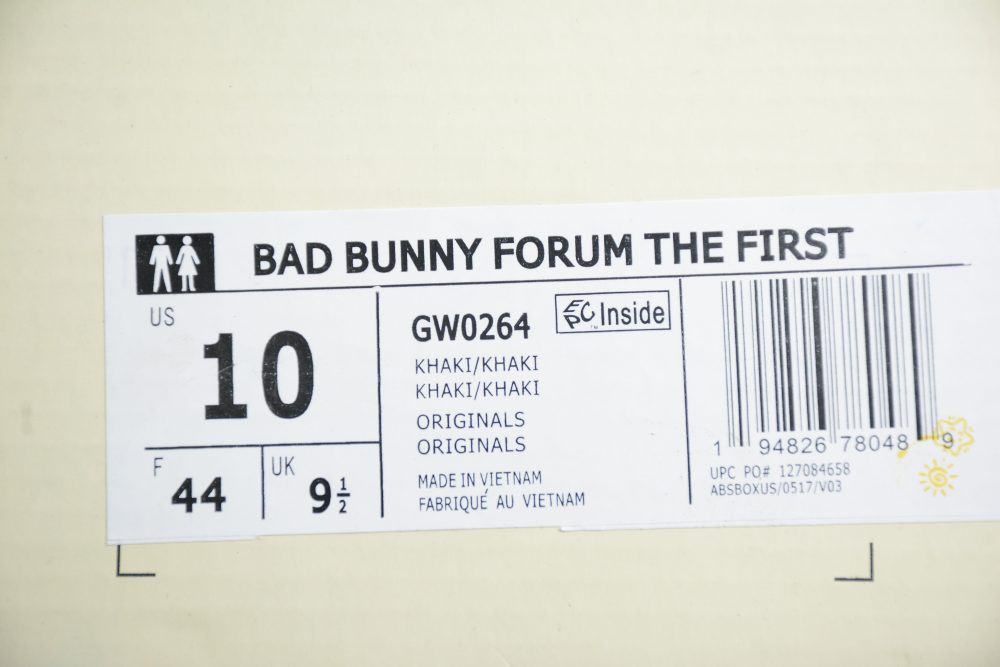 BAD BUNNY FORUM THE FIRST
US
10
F
44
UK
9½
GW0264
EPC™ Inside
KHAKI/KHAKI
KHAKI/KHAKI
ORIGINALS
ORIGINALS
MADE IN VIETNAM
FABRIQUÉ AU VIETNAM
1 94826 78048 9
UPC PO# 127084658
ABSBOXUS/0517/V03